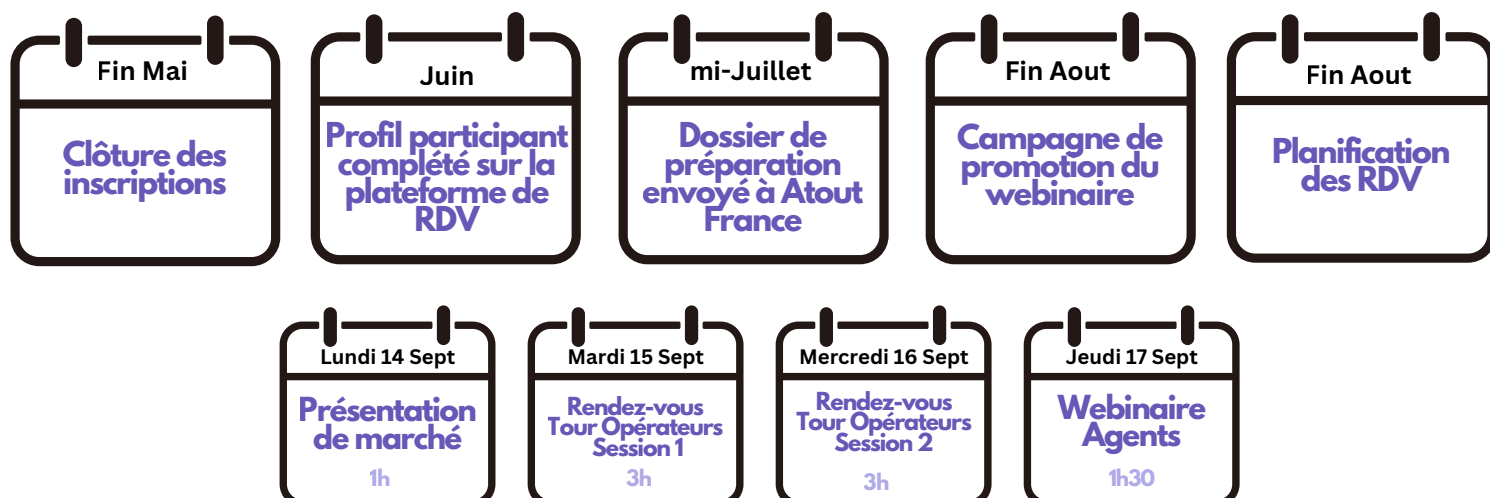 Fin Mai
Clôture des
inscriptions
Juin
Profil participant
complété sur la
plateforme de
RDV
mi-Juillet
Dossier de
préparation
envoyé à Atout
France
Fin Aout
Campagne de
promotion du
webinaire
Fin Aout
Planification
des RDV
Lundi 14 Sept
Présentation
de marché
1h
Mardi 15 Sept
Rendez-vous
Tour Opérateurs
Session 1
3h
Mercredi 16 Sept
Rendez-vous
Tour Opérateurs
Session 2
3h
Jeudi 17 Sept
Webinaire
Agents
1h30